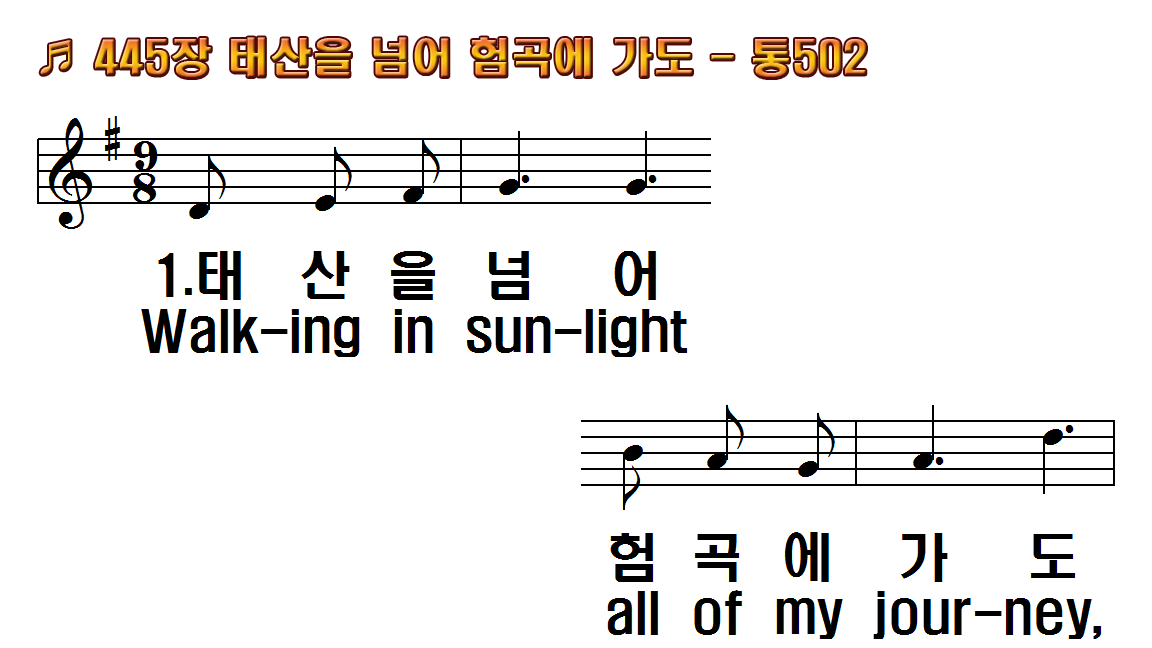 ♬ 445장 태산을 넘어 험곡에 가도 - 통502
9
8
1.태 산 을 넘 어
Walk-ing in sun-light
험 곡 에 가 도
all of my jour-ney,